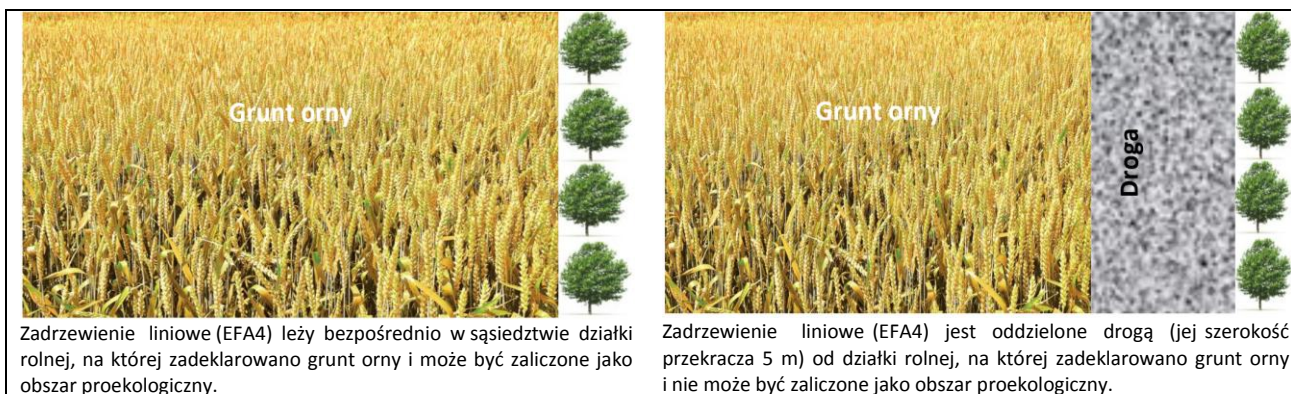 Grunt orny
Zadrzewienie liniowe (EFA4) leży bezpośrednio w sąsiedztwie działki
rolnej, na której zadeklarowano grunt orny i może być zaliczone jako
obszar proekologiczny.
Grunt orny
Droga
Zadrzewienie liniowe (EFA4) jest oddzielone drogą (jej szerokość
przekracza 5 m) od działki rolnej, na której zadeklarowano grunt orny
i nie może być zaliczone jako obszar proekologiczny.